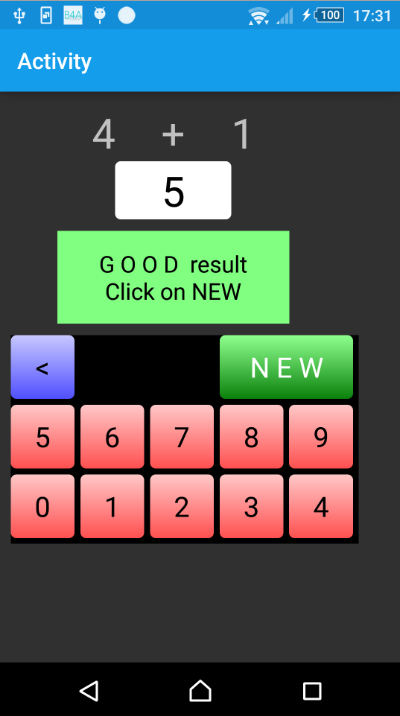 B4A 100 17:31
Activity
4 + 1
5
G O O D result
Click on NEW
< N E W
5 6 7 8 9
0 1 2 3 4